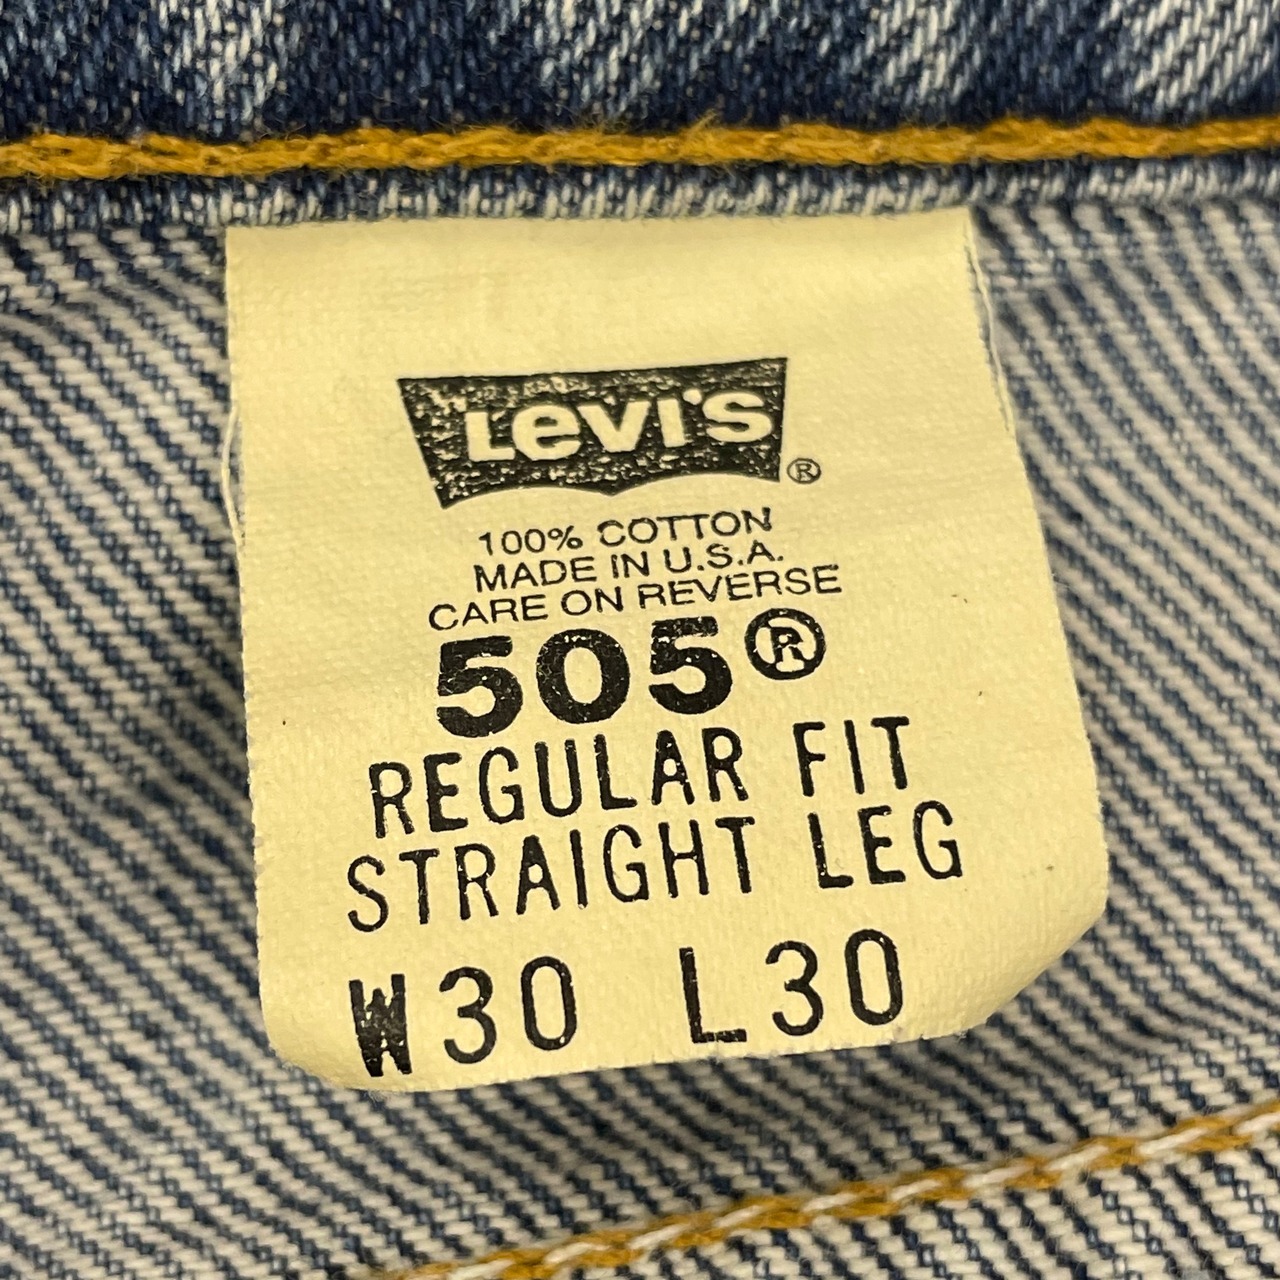 Levi's ®
100% COTTON
MADE IN U.S.A.
CARE ON REVERSE
505®
REGULAR FIT
STRAIGHT LEG
W30 L30